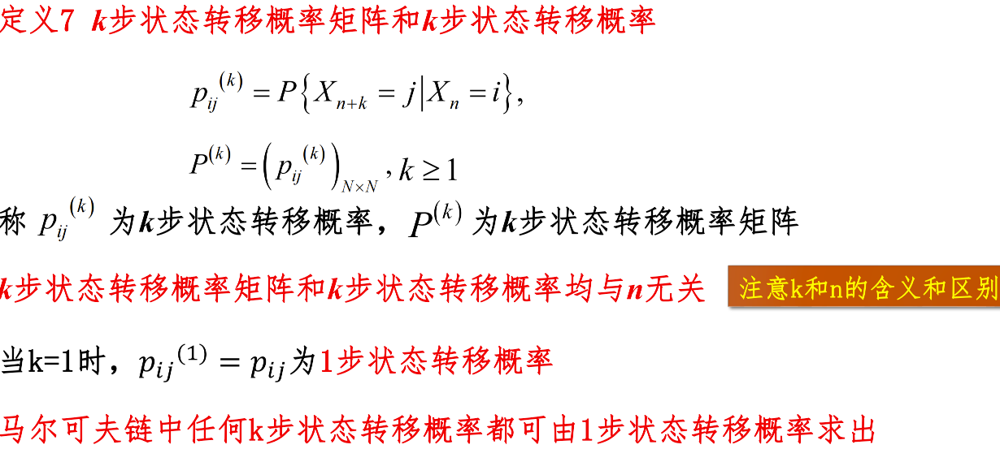 定义7 k步状态转移概率矩阵和k步状态转移概率
p_{ij}^{(k)} = P{X_{n+k} = j|X_n = i},
P^{(k)} = (p_{ij}^{(k)})_{N×N}, k ≥ 1
称 p_{ij}^{(k)} 为k步状态转移概率，P^{(k)} 为k步状态转移概率矩阵
k步状态转移概率矩阵和k步状态转移概率均与n无关
注意k和n的含义和区别
当k=1时，p_{ij}^{(1)} = p_{ij}为1步状态转移概率
马尔可夫链中任何k步状态转移概率都可由1步状态转移概率求出